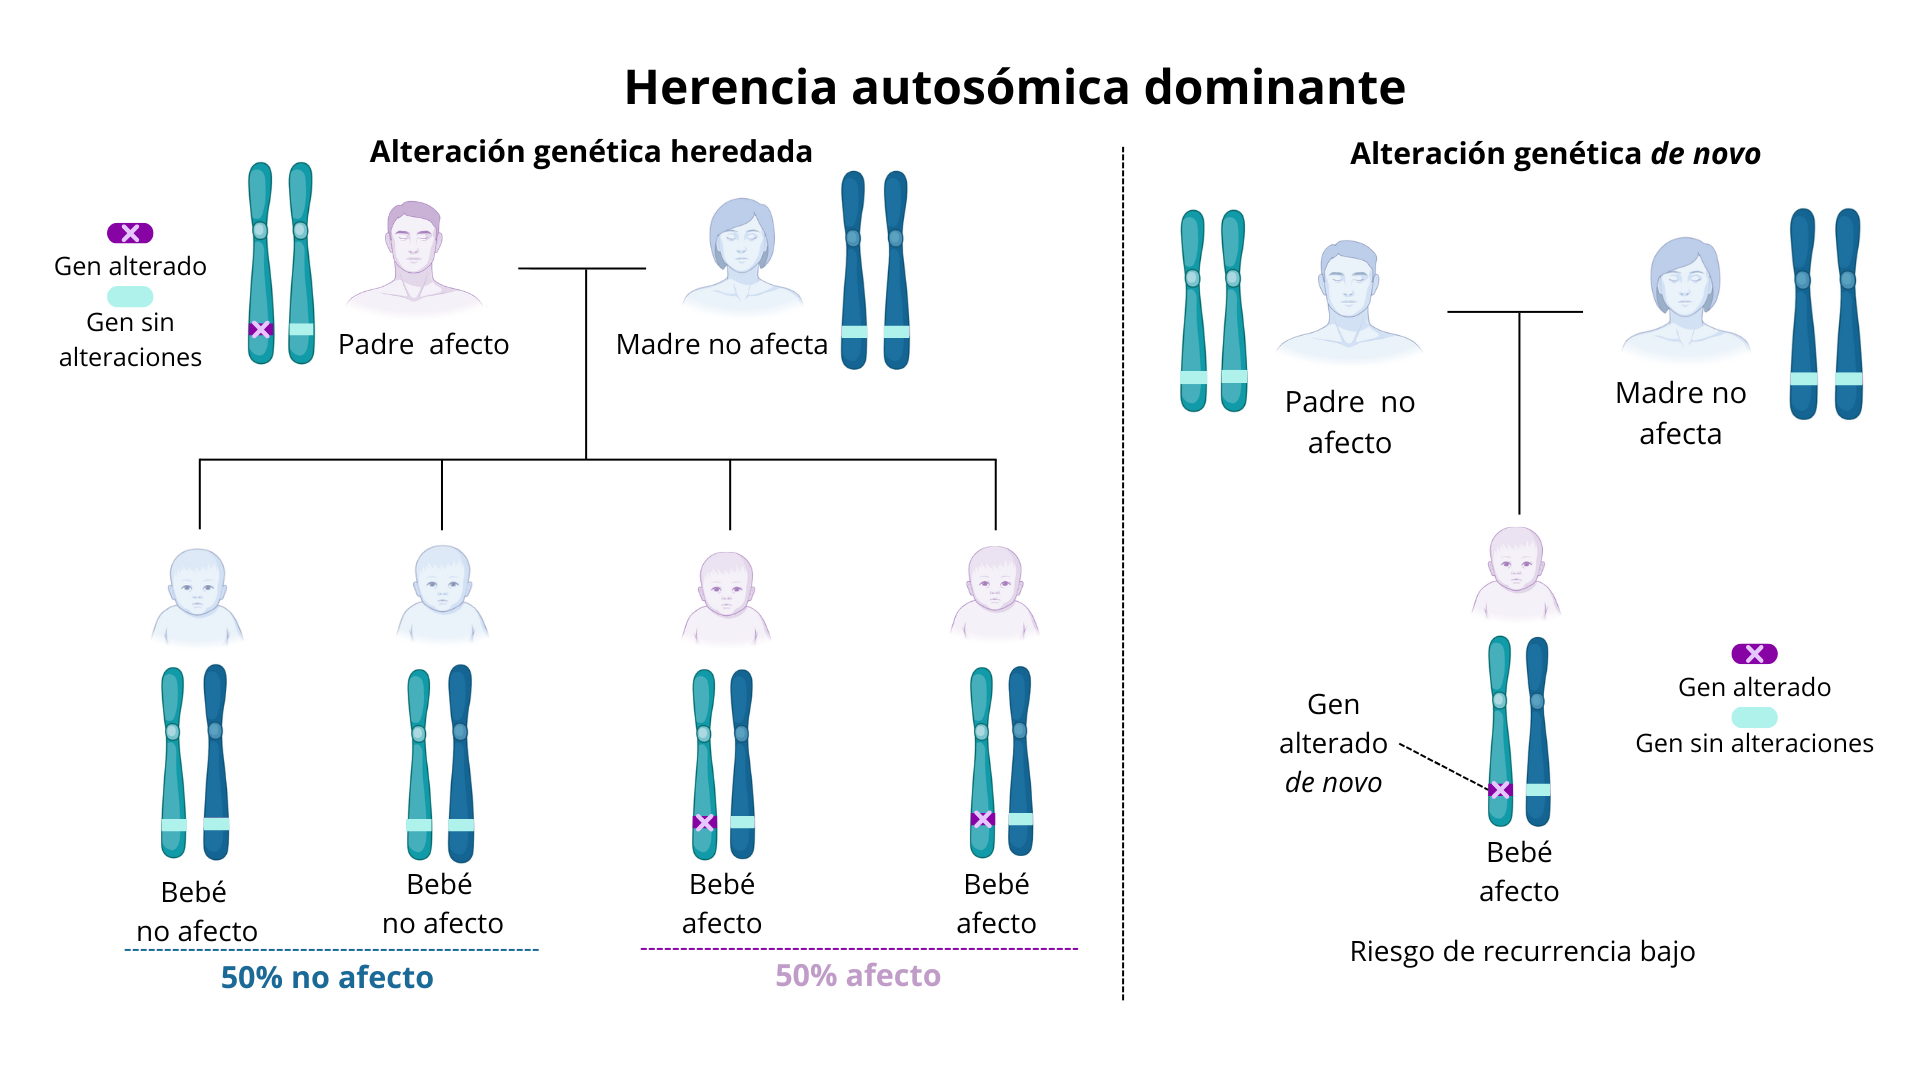 Herencia autosómica dominante
Alteración genética heredada
Gen alterado
Gen sin
alteraciones
Padre afecto
Madre no afecta
Bebé
no afecto
Bebé
no afecto
Bebé
afecto
Bebé
afecto
50% no afecto
50% afecto
Alteración genética de novo
Padre no
afecto
Madre no
afecta
Gen
alterado
de novo
Gen alterado
Gen sin alteraciones
Bebé
afecto
Riesgo de recurrencia bajo